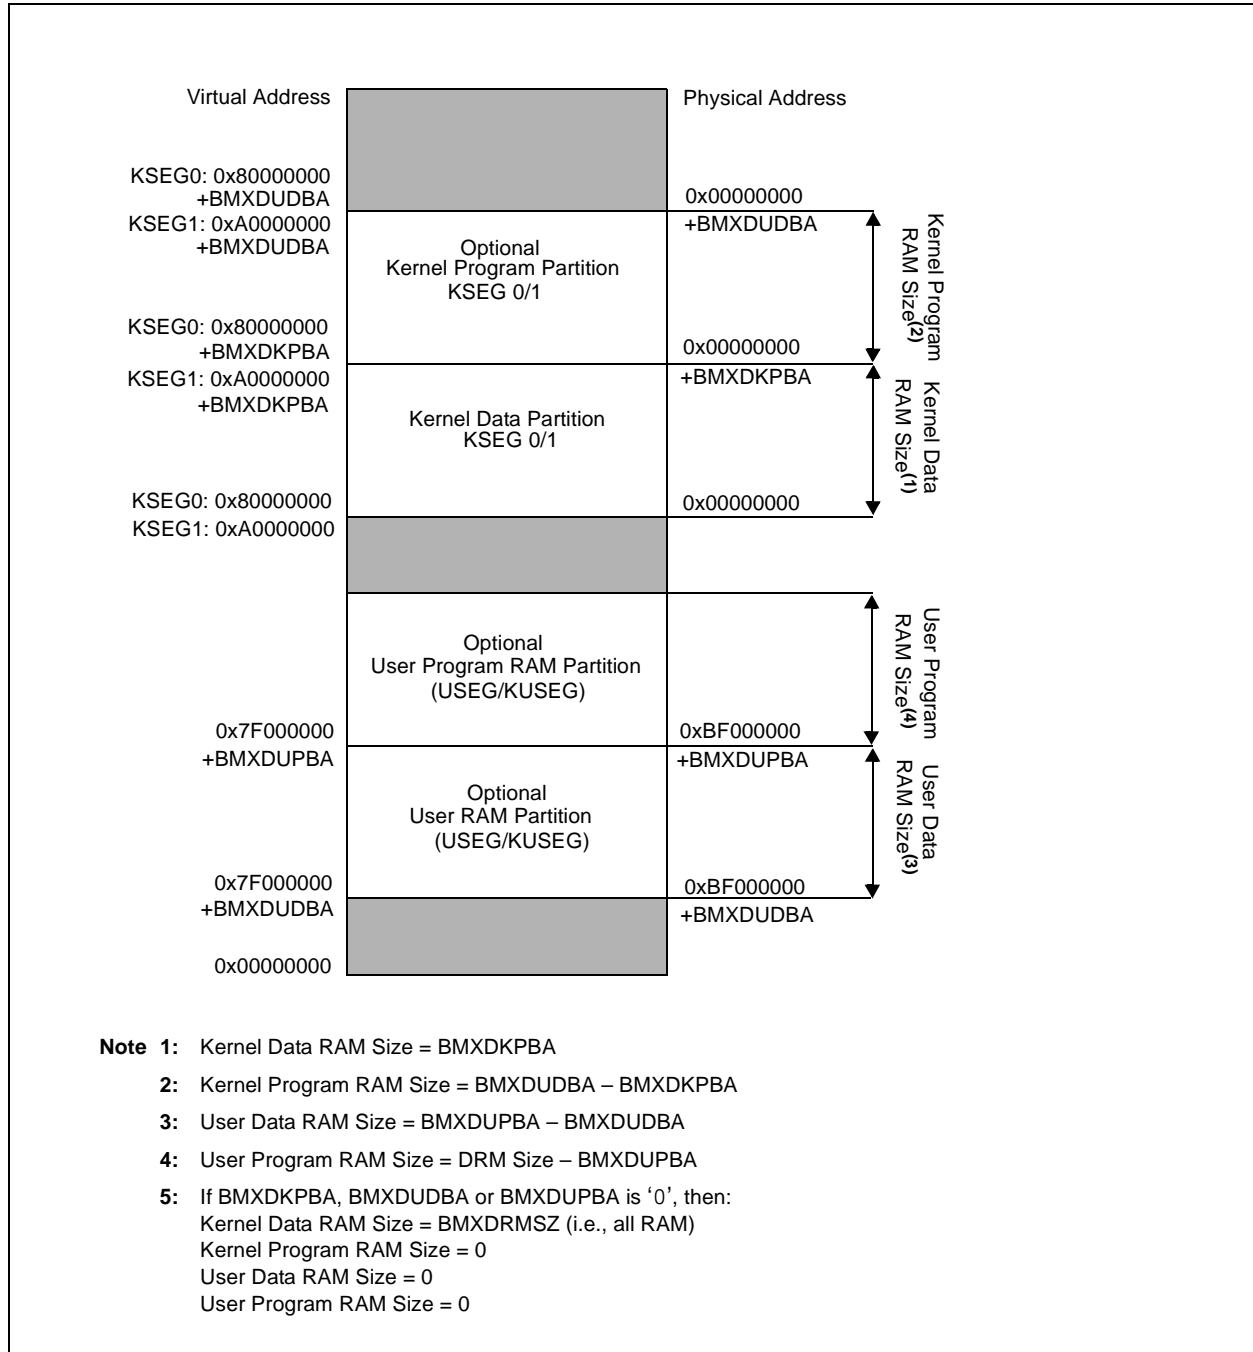 Virtual Address
Physical Address
KSEG0: 0x80000000
+BMXDUDBA
0x00000000
KSEG1: 0xA0000000
+BMXDUDBA
+BMXDUDBA
Optional
Kernel Program Partition
KSEG 0/1
Kernel Program
RAM Size(2)
KSEG0: 0x80000000
+BMXDKPBA
0x00000000
KSEG1: 0xA0000000
+BMXDKPBA
+BMXDKPBA
Kernel Data Partition
KSEG 0/1
Kernel Data
RAM Size(1)
KSEG0: 0x80000000
0x00000000
KSEG1: 0xA0000000
Optional
User Program RAM Partition
(USEG/KUSEG)
User Program
RAM Size(4)
0x7F000000
0xBF000000
+BMXDUPBA
+BMXDUPBA
Optional
User RAM Partition
(USEG/KUSEG)
User Data
RAM Size(3)
0x7F000000
0xBF000000
+BMXDUDBA
+BMXDUDBA
0x00000000
Note 1: Kernel Data RAM Size = BMXDKPBA
2: Kernel Program RAM Size = BMXDUDBA – BMXDKPBA
3: User Data RAM Size = BMXDUPBA – BMXDUDBA
4: User Program RAM Size = DRM Size – BMXDUPBA
5: If BMXDKPBA, BMXDUDBA or BMXDUPBA is ‘0’, then:
Kernel Data RAM Size = BMXDRMSZ (i.e., all RAM)
Kernel Program RAM Size = 0
User Data RAM Size = 0
User Program RAM Size = 0